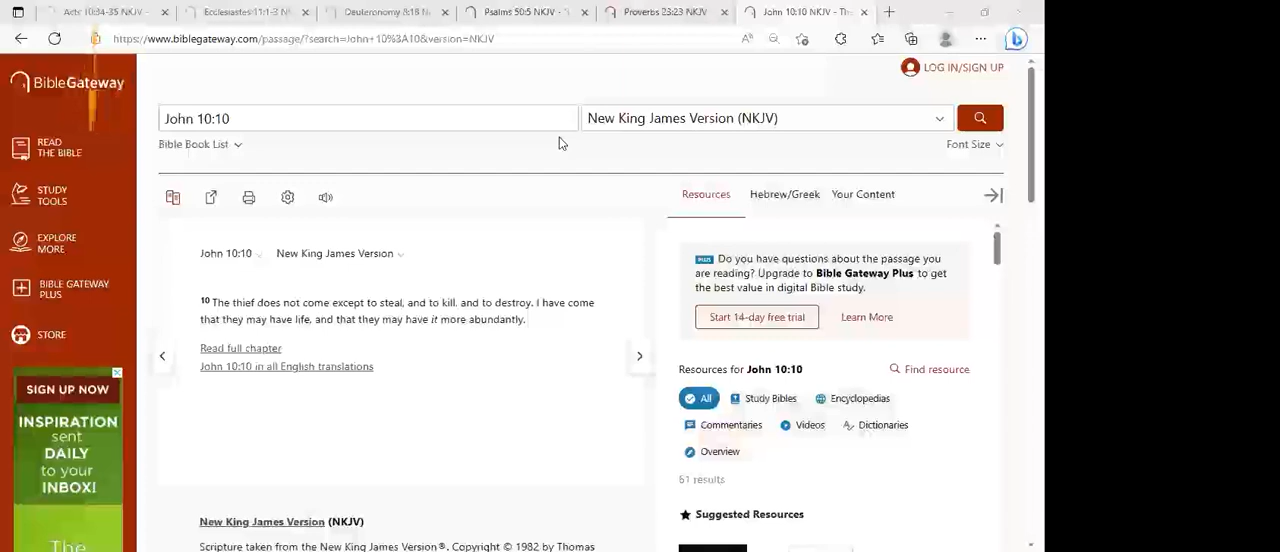 Acts 10:34-35 NKJV
Ecclesiastes 11:1-3 N
Deuteronomy 8:18 N
Psalms 50:5 NKJV -
Proverbs 23:23 NKJV
John 10:10 NKJV - Th
https://www.biblegateway.com/passage/?search=John+10%3A10&version=NKJV
BibleGateway
LOG IN/SIGN UP
John 10:10
New King James Version (NKJV)
Bible Book List
Font Size
READ
THE BIBLE
STUDY
TOOLS
EXPLORE
MORE
BIBLE GATEWAY
PLUS
STORE
Resources
Hebrew/Greek
Your Content
John 10:10
New King James Version
10 The thief does not come except to steal, and to kill, and to destroy. I have come
that they may have life, and that they may have it more abundantly.
Read full chapter
John 10:10 in all English translations
PLUS Do you have questions about the passage you
are reading? Upgrade to Bible Gateway Plus to get
the best value in digital Bible study.
Start 14-day free trial
Learn More
Resources for John 10:10
Find resource
All
Study Bibles
Encyclopedias
Commentaries
Videos
Dictionaries
Overview
61 results
Suggested Resources
SIGN UP NOW
INSPIRATION
sent
DAILY
to your
INBOX!
The
New King James Version (NKJV)
Scripture taken from the New King James Version®. Copyright © 1982 by Thomas